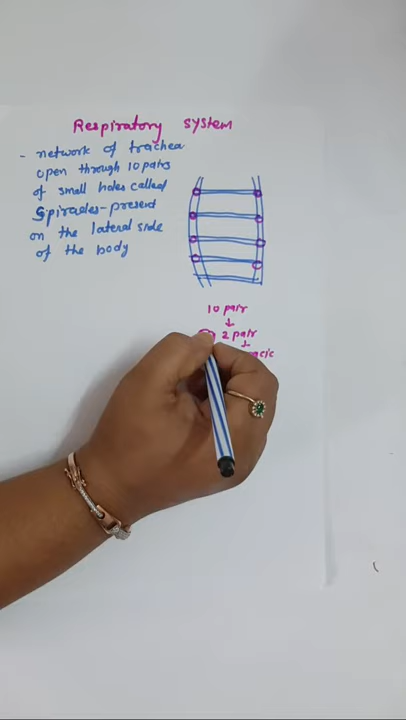 Respiratory system
- network of trachea
open through 10 pairs
of small holes called
Spiracles - present
on the lateral side
of the body
10 pair
2 pair